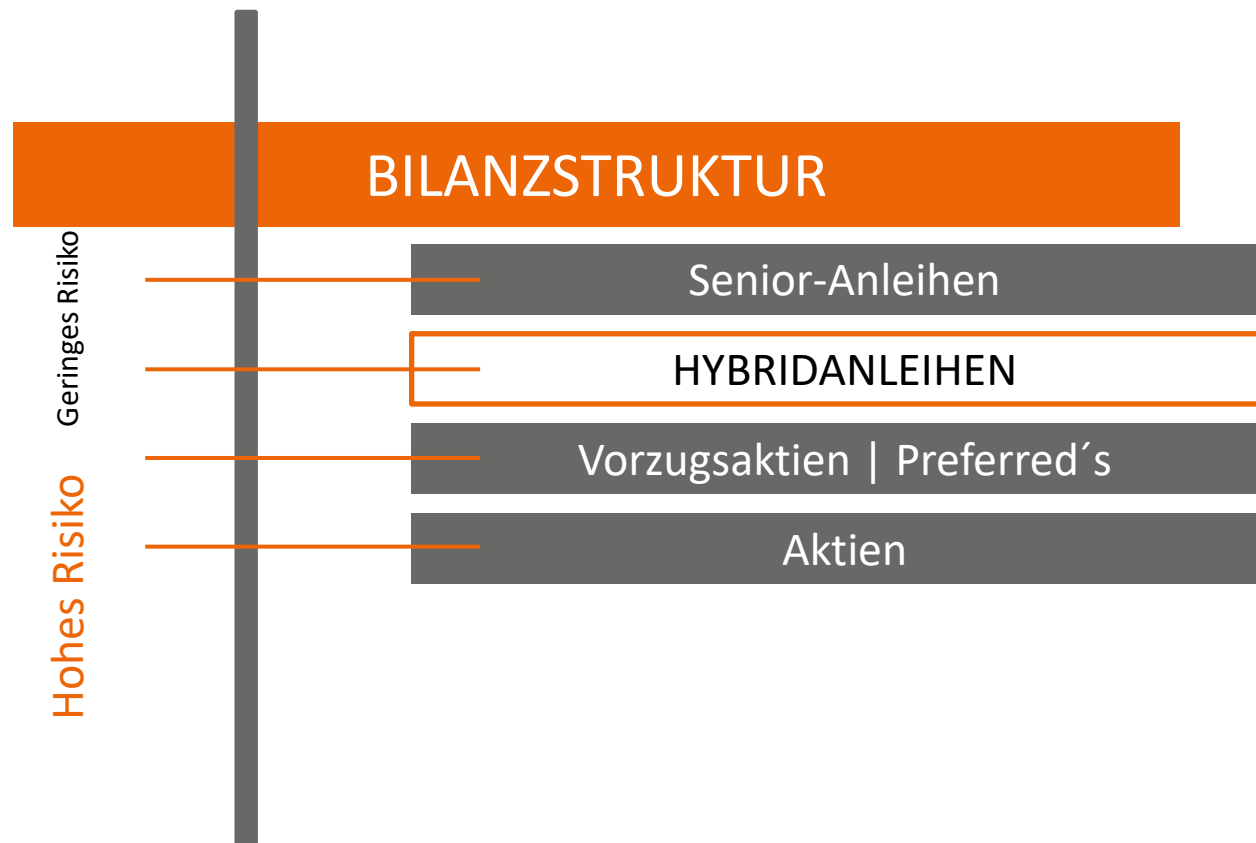 BILANZSTRUKTUR
Geringes Risiko
Senior-Anleihen
HYBRIDANLEIHEN
Vorzugsaktien | Preferred´s
Hohes Risiko
Aktien